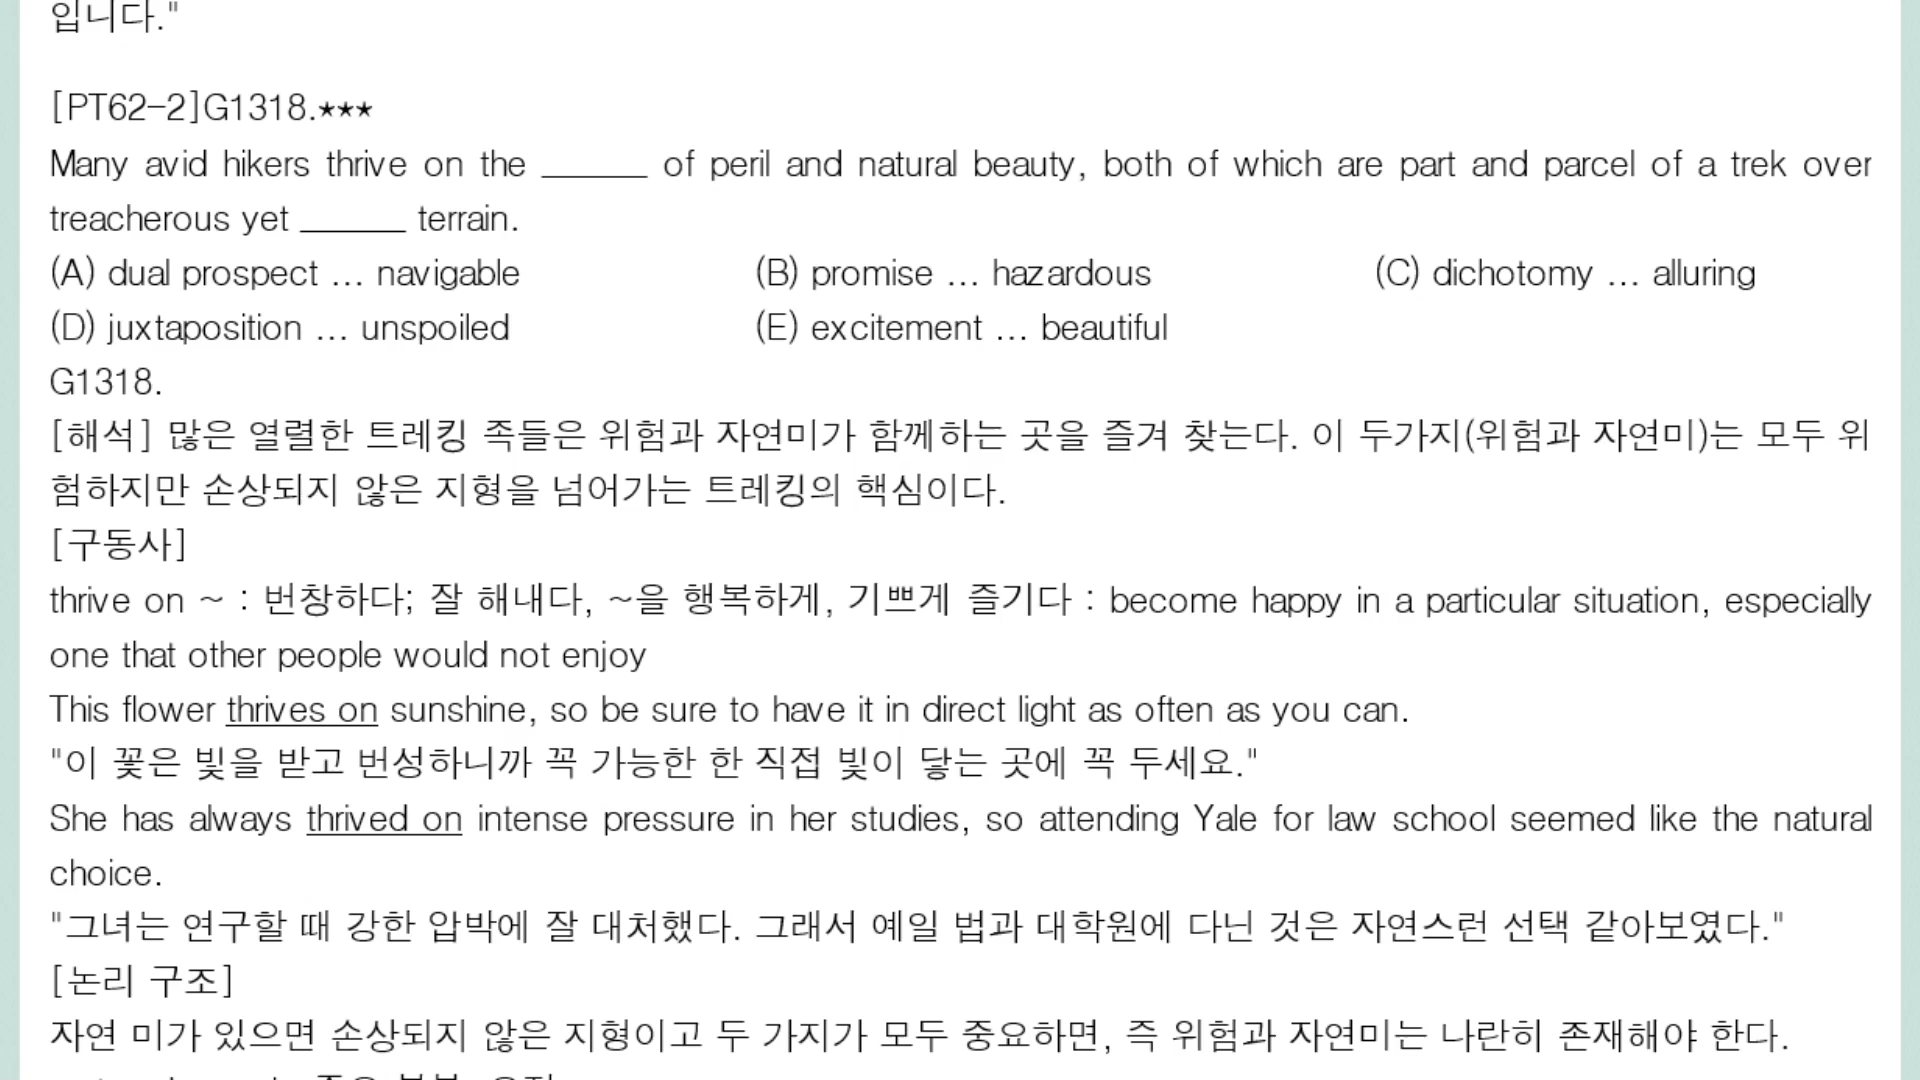 입니다."
[PT62-2]G1318.★★★
Many avid hikers thrive on the ______ of peril and natural beauty, both of which are part and parcel of a trek over
treacherous yet ______ terrain.
(A) dual prospect ... navigable (B) promise ... hazardous (C) dichotomy ... alluring
(D) juxtaposition ... unspoiled (E) excitement ... beautiful
G1318.
[해석] 많은 열렬한 트레킹 족들은 위험과 자연미가 함께하는 곳을 즐겨 찾는다. 이 두가지(위험과 자연미)는 모두 위
험하지만 손상되지 않은 지형을 넘어가는 트레킹의 핵심이다.
[구동사]
thrive on ~ : 번창하다; 잘 해내다, ~을 행복하게, 기쁘게 즐기다 : become happy in a particular situation, especially
one that other people would not enjoy
This flower thrives on sunshine, so be sure to have it in direct light as often as you can.
"이 꽃은 빛을 받고 번성하니까 꼭 가능한 한 직접 빛이 닿는 곳에 꼭 두세요."
She has always thrived on intense pressure in her studies, so attending Yale for law school seemed like the natural
choice.
"그녀는 연구할 때 강한 압박에 잘 대처했다. 그래서 예일 법과 대학원에 다닌 것은 자연스런 선택 같아보였다."
[논리 구조]
자연 미가 있으면 손상되지 않은 지형이고 두 가지가 모두 중요하면, 즉 위험과 자연미는 나란히 존재해야 한다.